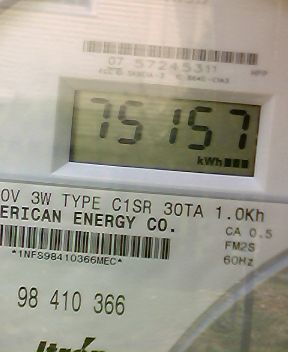 07 57245311
75157
kWh
0V 3W TYPE C1SR 30TA 1.0Kh
ERICAN ENERGY CO.
CA 0.5
FM2S
60Hz
*1NFS98410366MEC*
98 410 366
Itron